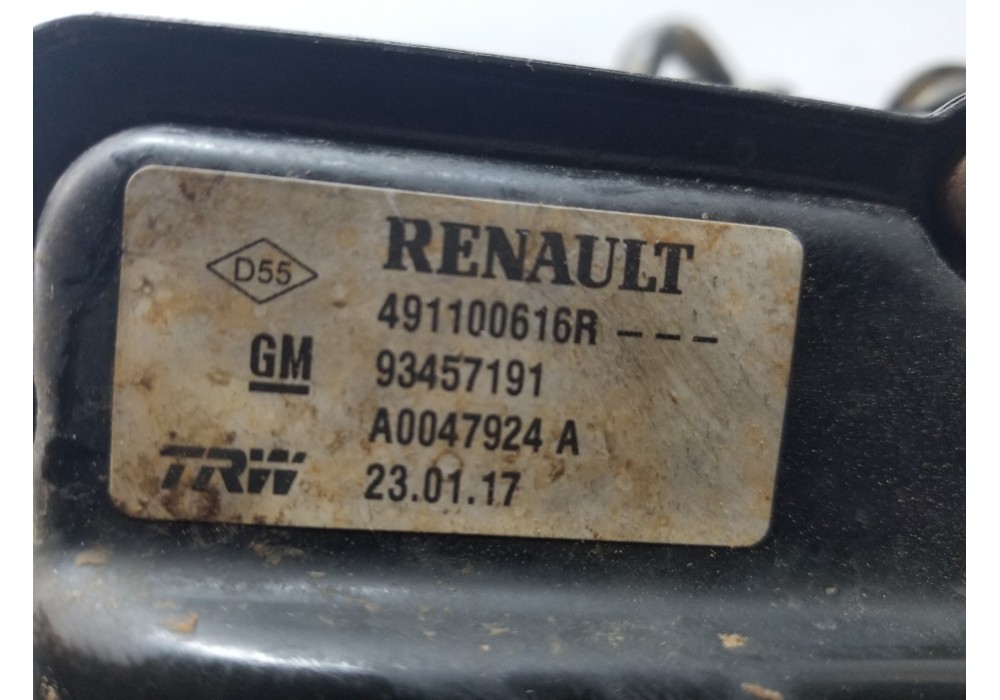 RENAULT
D55
491100616R ---
GM 93457191
A0047924 A
TRW 23.01.17